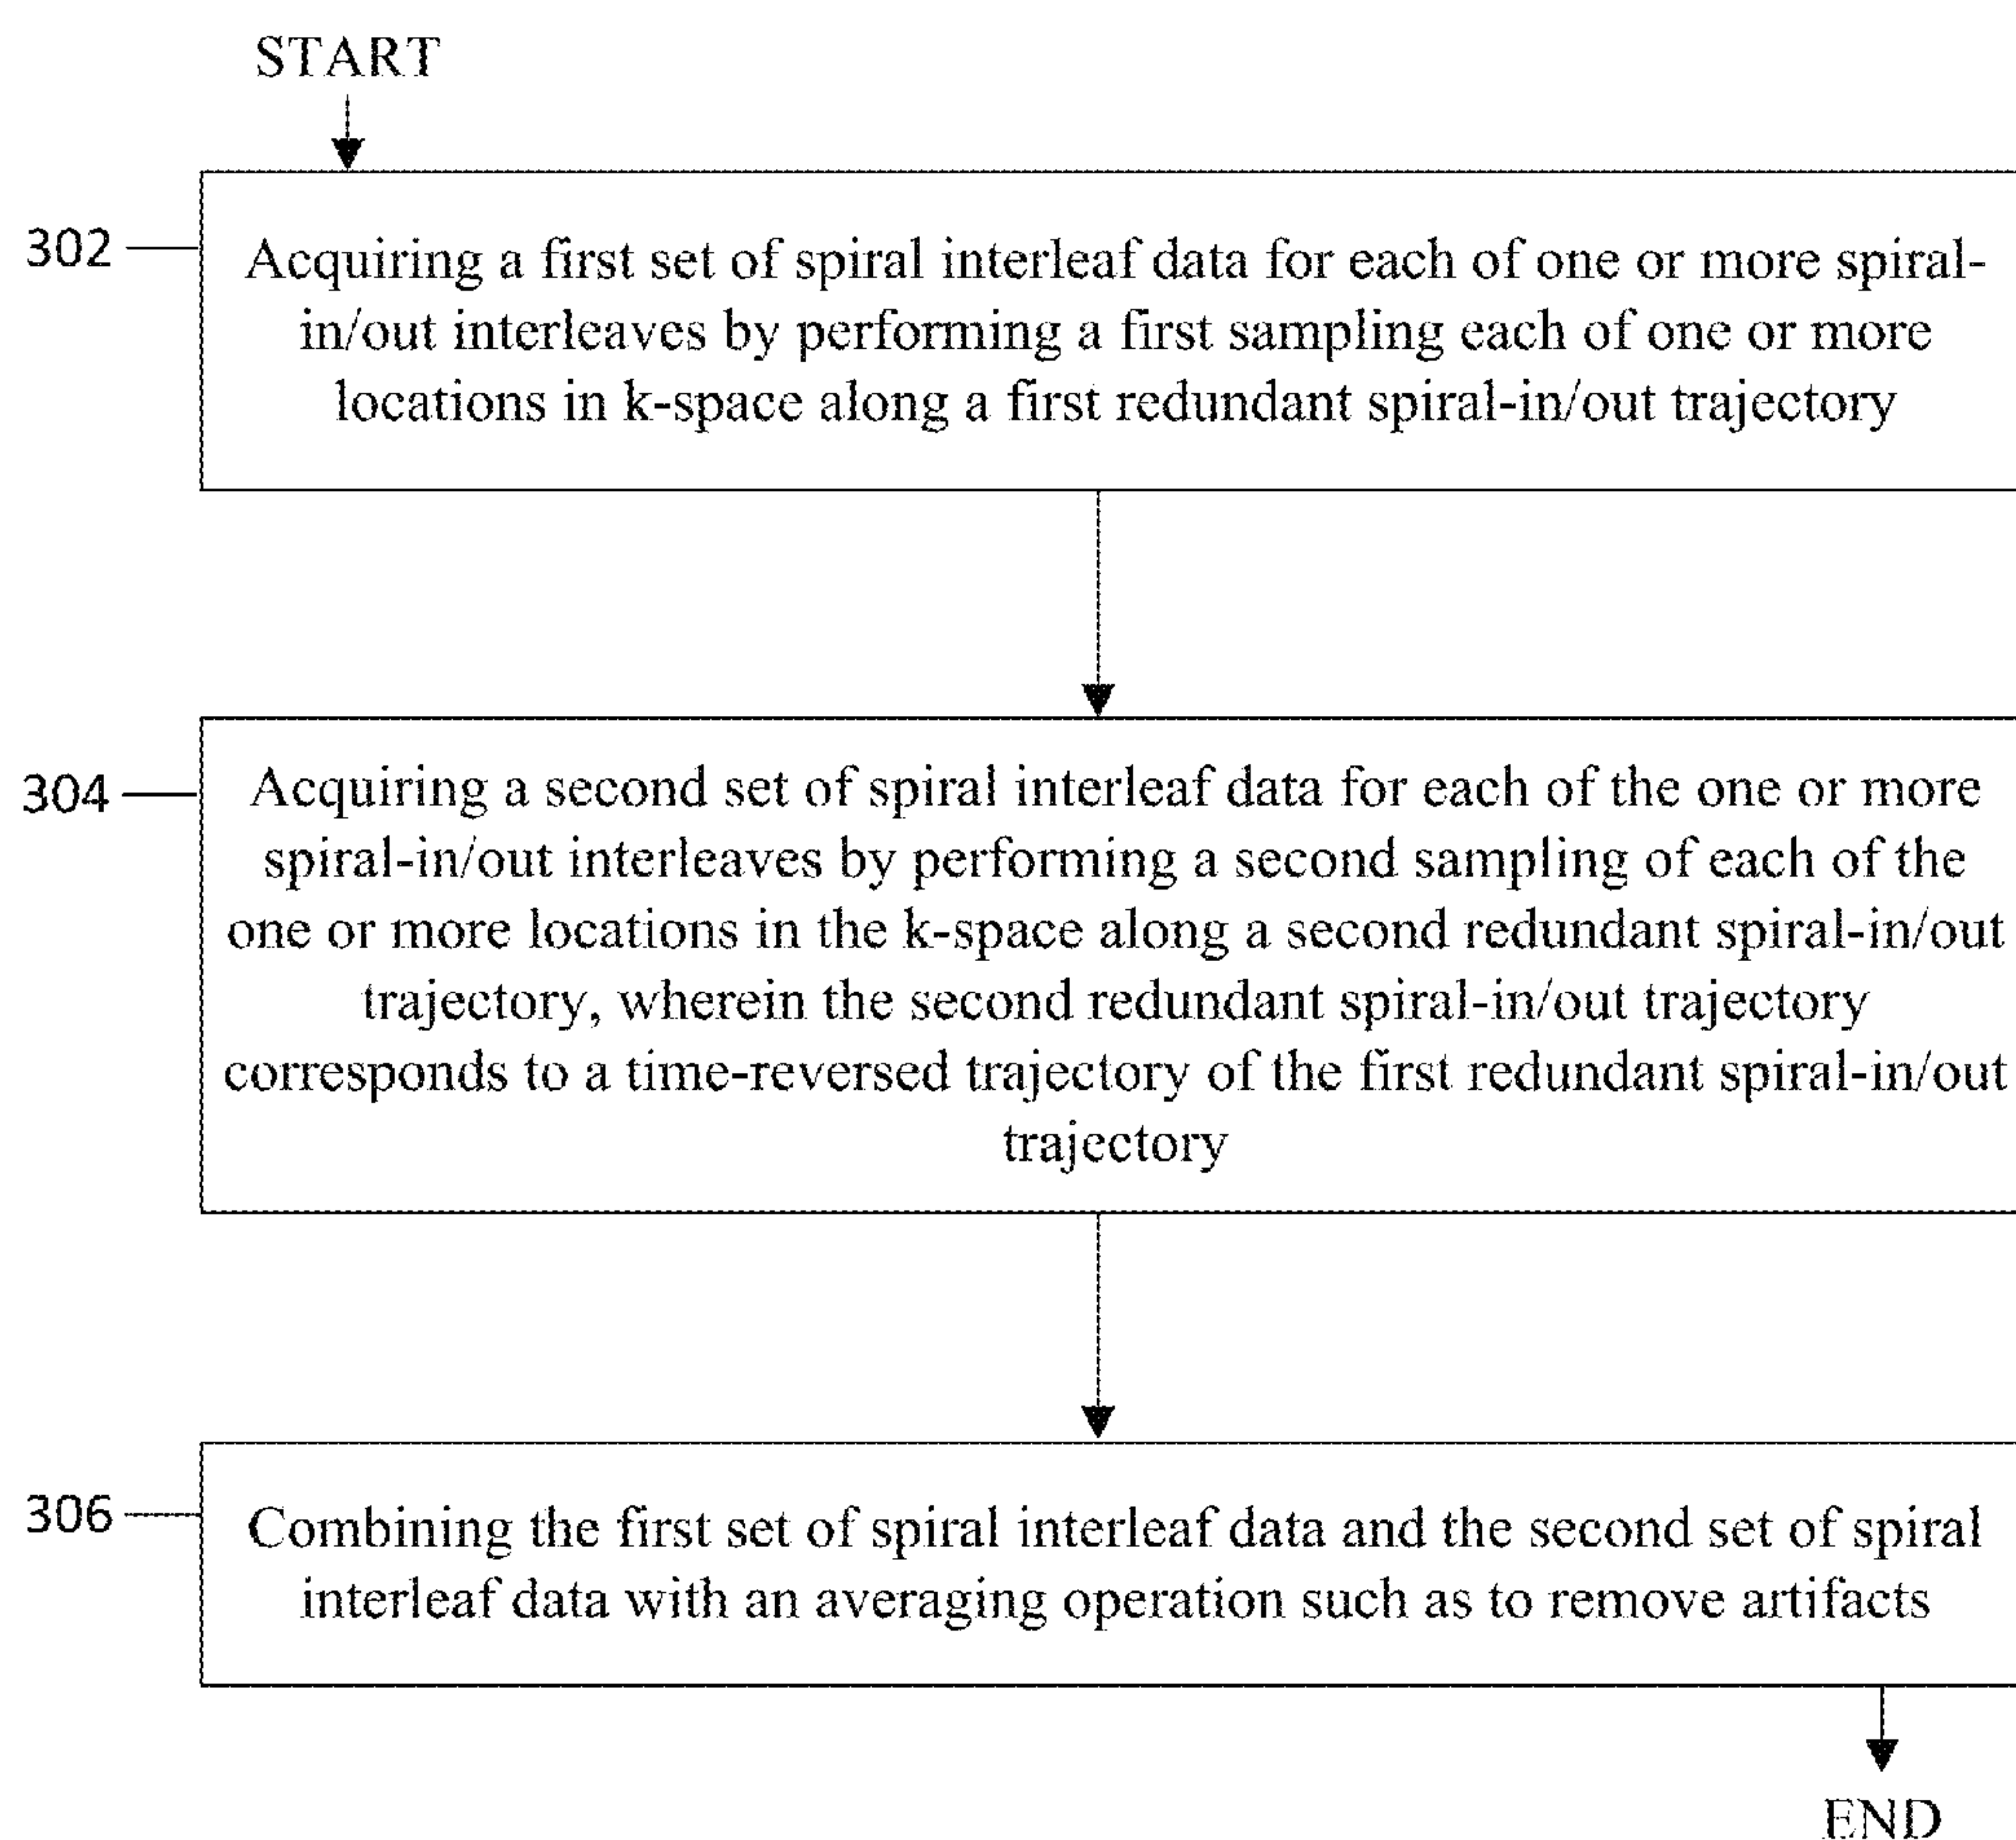 START
302
Acquiring a first set of spiral interleaf data for each of one or more spiral-
in/out interleaves by performing a first sampling each of one or more
locations in k-space along a first redundant spiral-in/out trajectory
304
Acquiring a second set of spiral interleaf data for each of the one or more
spiral-in/out interleaves by performing a second sampling of each of the
one or more locations in the k-space along a second redundant spiral-in/out
trajectory, wherein the second redundant spiral-in/out trajectory
corresponds to a time-reversed trajectory of the first redundant spiral-in/out
trajectory
306
Combining the first set of spiral interleaf data and the second set of spiral
interleaf data with an averaging operation such as to remove artifacts
END